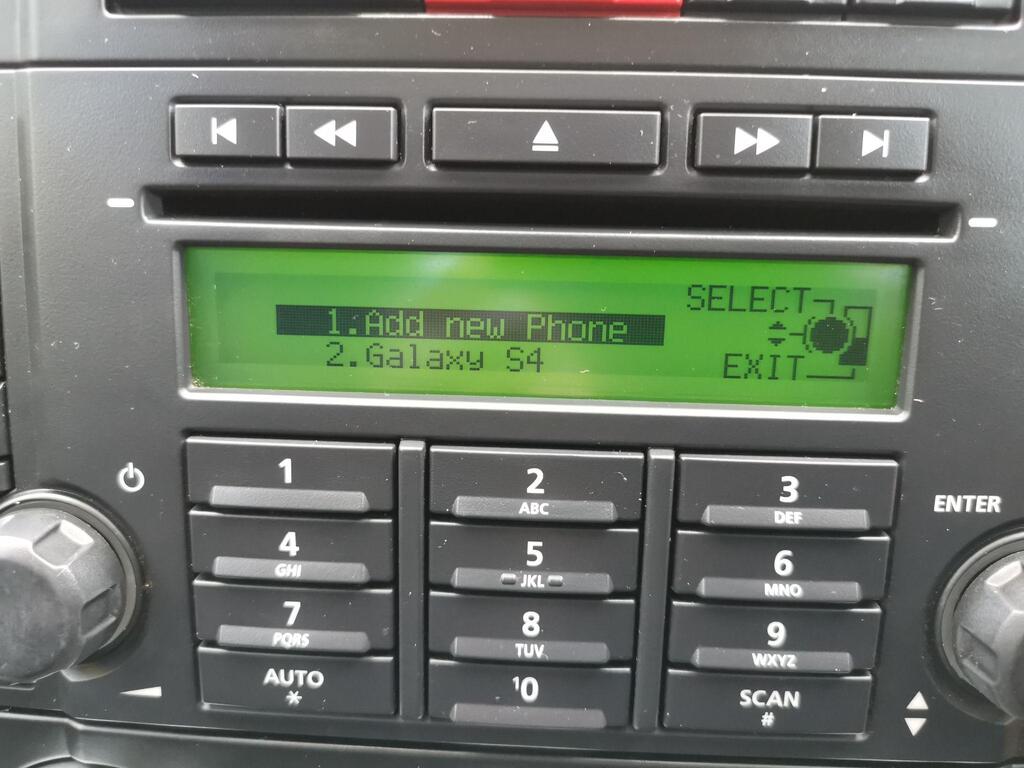 SELECT
1.Add new Phone
2.Galaxy S4
EXIT
1
2
ABC
3
DEF
ENTER
4
GHI
5
JKL
6
MNO
7
PQRS
8
TUV
9
WXYZ
AUTO
*
10
SCAN
#